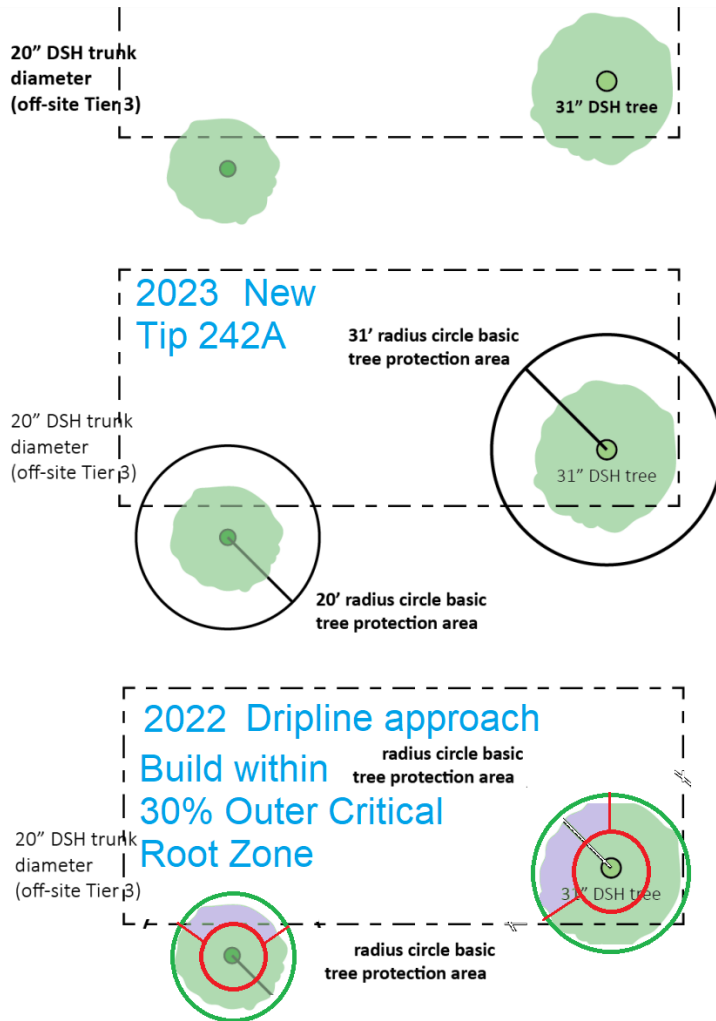 20” DSH trunk
diameter
(off-site Tier 3)
31” DSH tree
2023 New
Tip 242A
31’ radius circle basic
tree protection area
20” DSH trunk
diameter
(off-site Tier 3)
31” DSH tree
20’ radius circle basic
tree protection area
2022 Dripline approach
radius circle basic
tree protection area
Build within
30% Outer Critical
Root Zone
20” DSH trunk
diameter
(off-site Tier 3)
31” DSH tree
radius circle basic
tree protection area